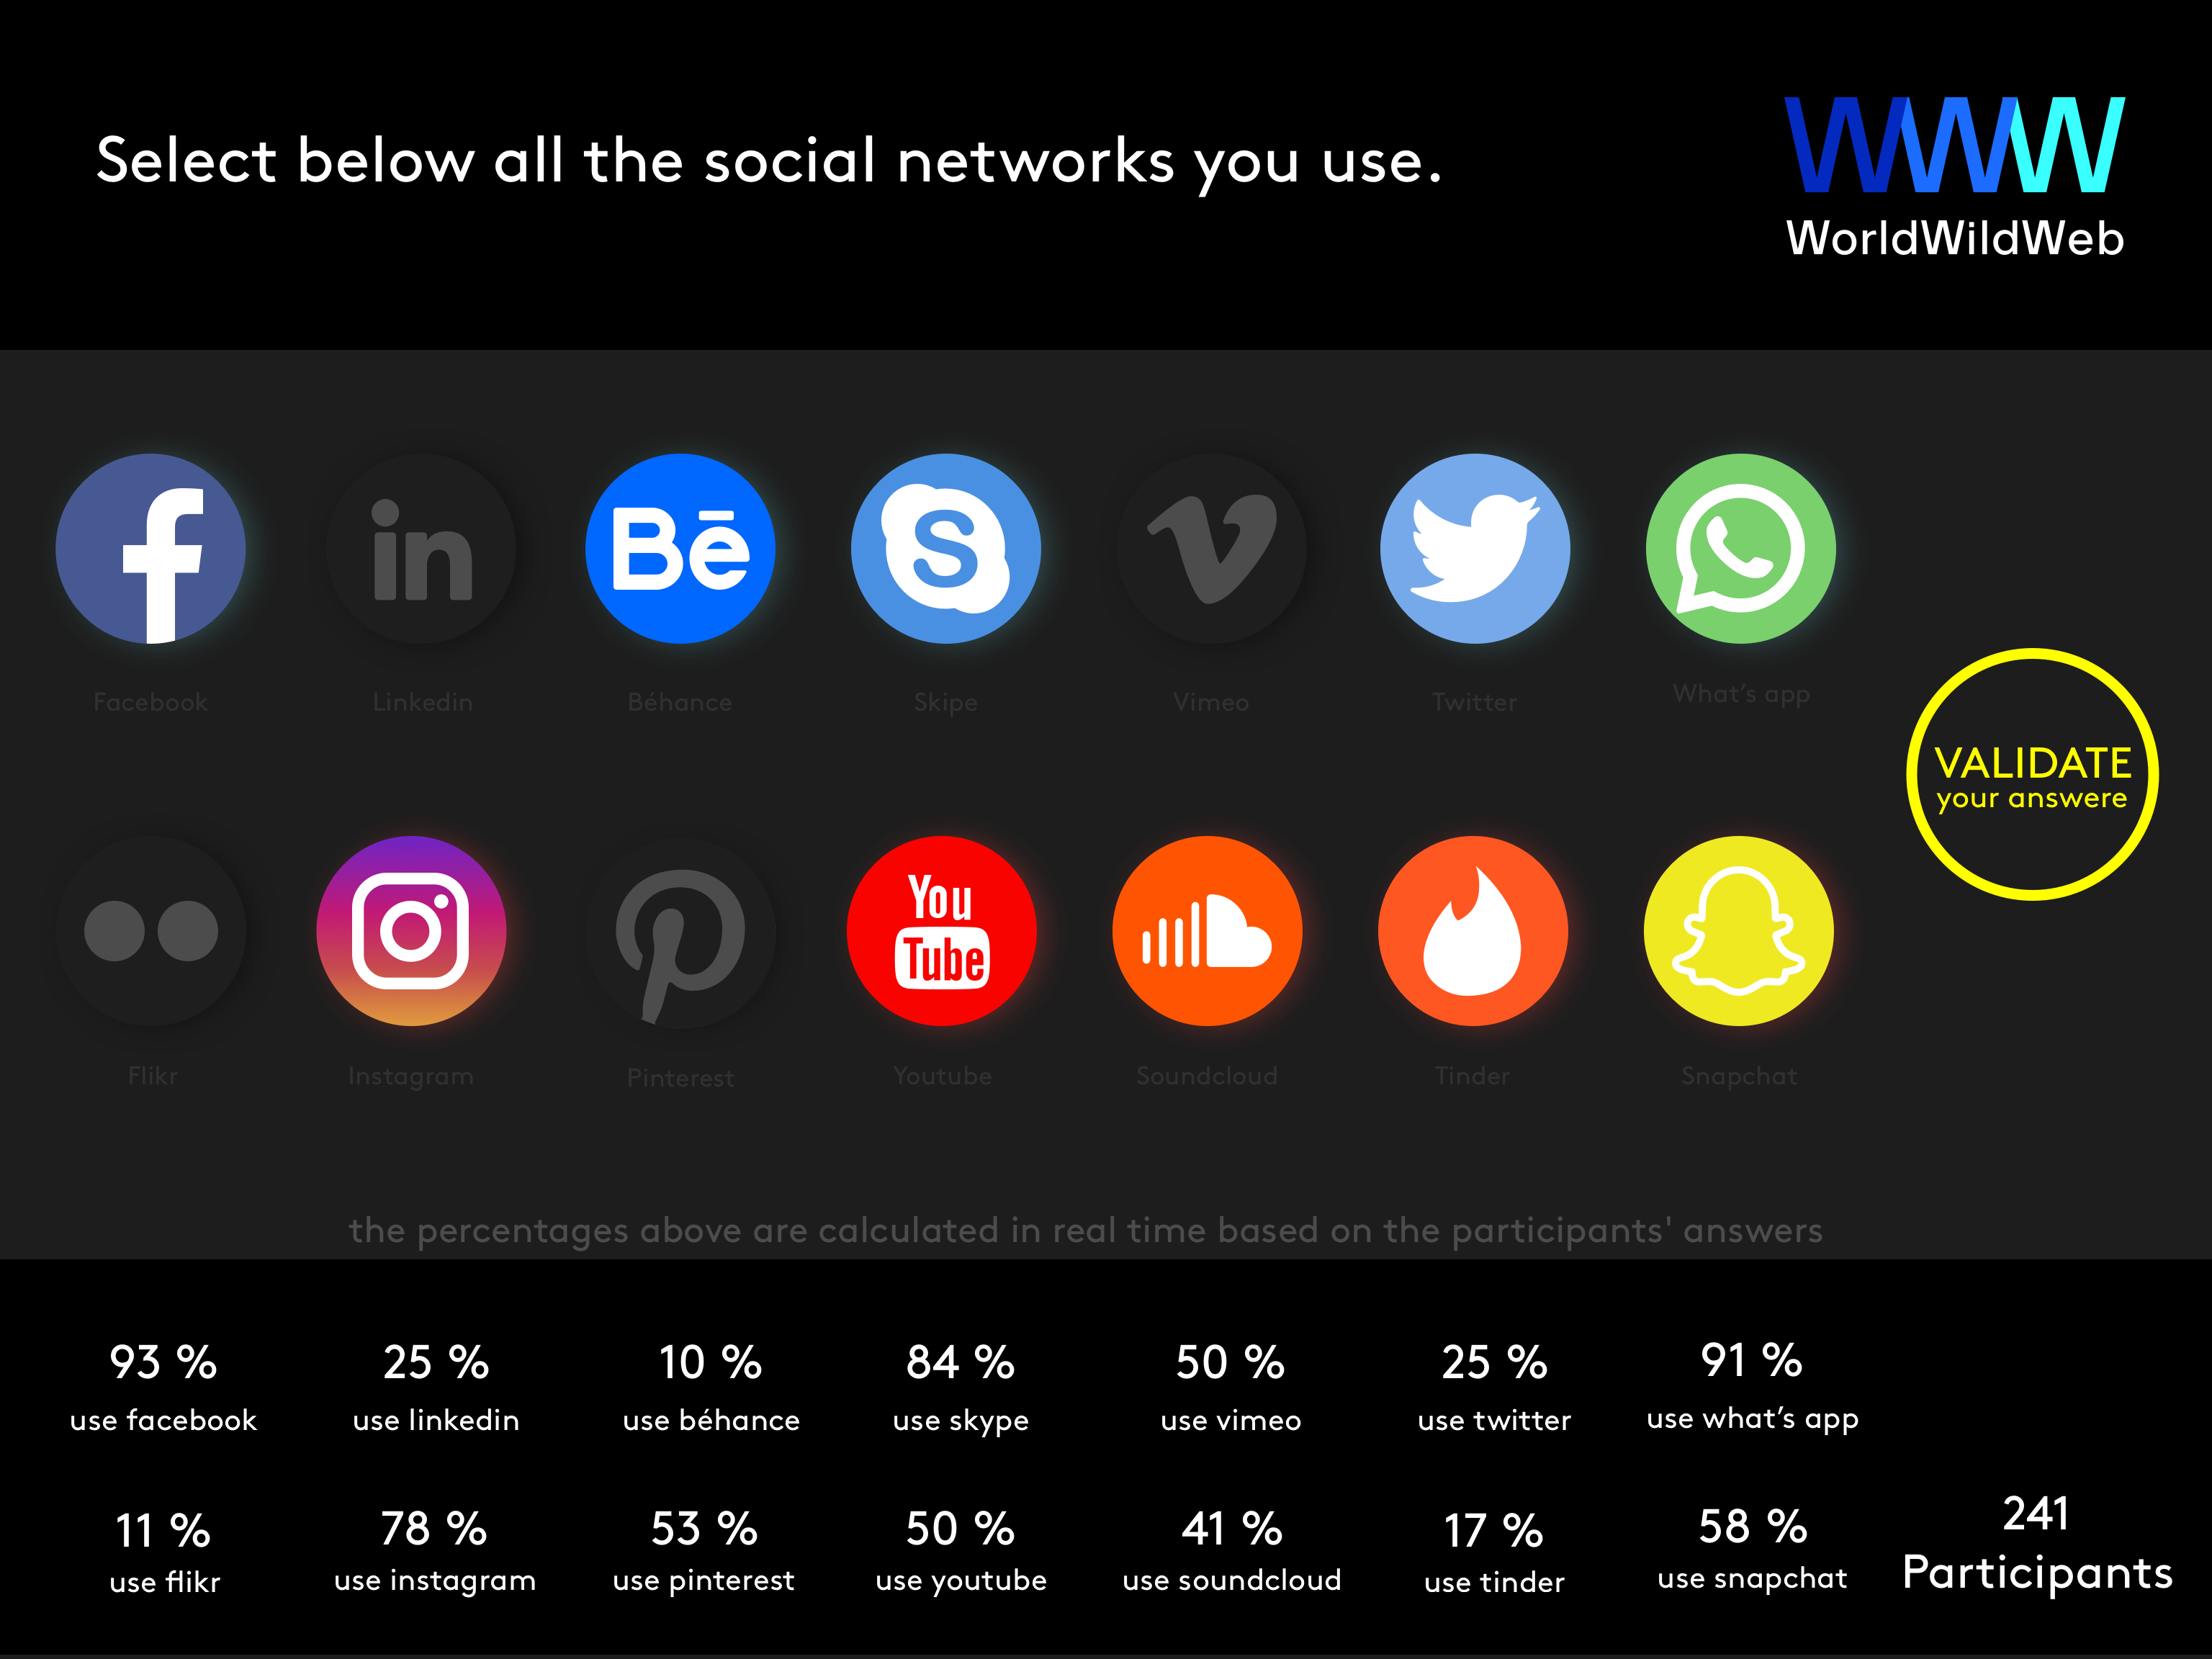 Select below all the social networks you use.
WWW
WorldWildWeb
f
in
Bē
S
Facebook
Linkedin
Béhance
Skipe
Vimeo
Twitter
What's app
VALIDATE
your answere
You
Tube
Flikr
Instagram
Pinterest
Youtube
Soundcloud
Tinder
Snapchat
the percentages above are calculated in real time based on the participants' answers
93 %
use facebook
25 %
use linkedin
10 %
use béhance
84 %
use skype
50 %
use vimeo
25 %
use twitter
91 %
use what's app
11 %
use flikr
78 %
use instagram
53 %
use pinterest
50 %
use youtube
41 %
use soundcloud
17 %
use tinder
58 %
use snapchat
241
Participants